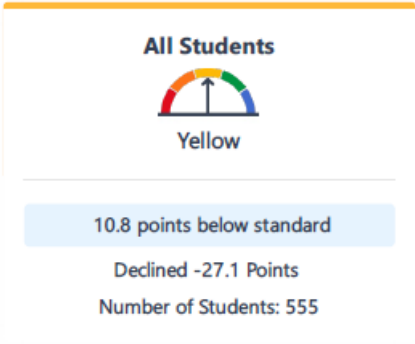 All Students
Yellow
10.8 points below standard
Declined -27.1 Points
Number of Students: 555